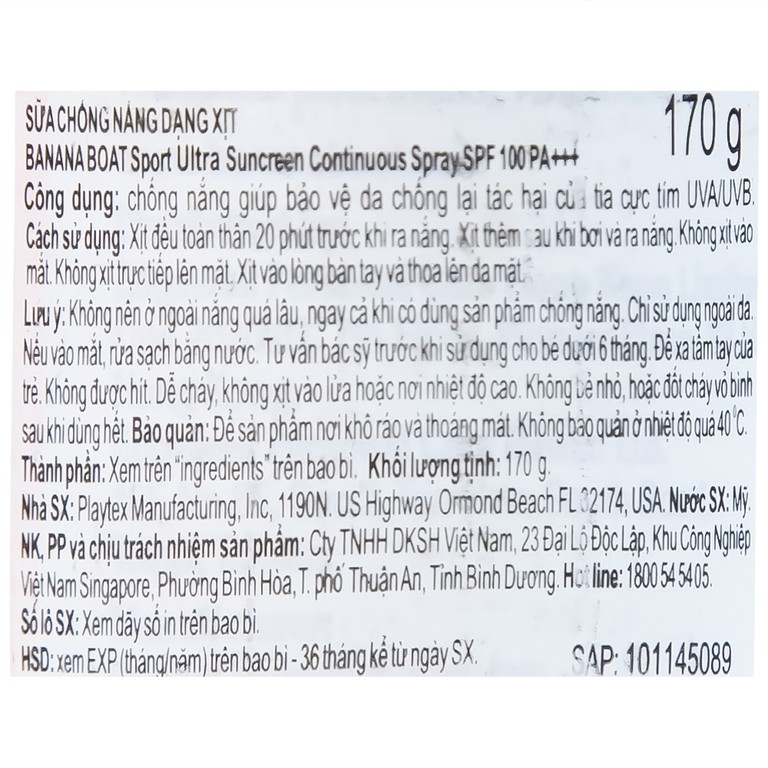 SỮA CHỐNG NẮNG DẠNG XỊT
170 g
BANANA BOAT Sport Ultra Suncreen Continuous Spray SPF 100 PA+++
Công dụng: chống nắng giúp bảo vệ da chống lại tác hại của tia cực tím UVA/UVB.
Cách sử dụng: Xịt đều toàn thân 20 phút trước khi ra nắng. Xịt thêm sau khi bơi và ra nắng. Không xịt vào
mắt. Không xịt trực tiếp lên mặt. Xịt vào lòng bàn tay và thoa lên da mặt.
Lưu ý: Không nên ở ngoài nắng quá lâu, ngay cả khi có dùng sản phẩm chống nắng. Chỉ sử dụng ngoài da.
Nếu vào mắt, rửa sạch bằng nước. Tư vấn bác sỹ trước khi sử dụng cho bé dưới 6 tháng. Để xa tầm tay của
trẻ. Không được hít. Dễ cháy, không xịt vào lửa hoặc nơi nhiệt độ cao. Không bẻ nhỏ, hoặc đốt cháy vỏ bình
sau khi dùng hết. Bảo quản: Để sản phẩm nơi khô ráo và thoáng mát. Không bảo quản ở nhiệt độ quá 40°C.
Thành phần: Xem trên "ingredients" trên bao bì. Khối lượng tịnh: 170 g.
Nhà SX: Playtex Manufacturing, Inc, 1190N. US Highway Ormond Beach FL 32174, USA. Nước SX: Mỹ.
NK, PP và chịu trách nhiệm sản phẩm: Cty TNHH DKSH Việt Nam, 23 Đại Lộ Độc Lập, Khu Công Nghiệp
Việt Nam Singapore, Phường Bình Hòa, T. phố Thuận An, Tỉnh Bình Dương. Hot line: 1800 54 5405.
Số lô SX: Xem dãy số in trên bao bì.
HSD: xem EXP (tháng/năm) trên bao bì - 36 tháng kể từ ngày SX.
SAP: 101145089